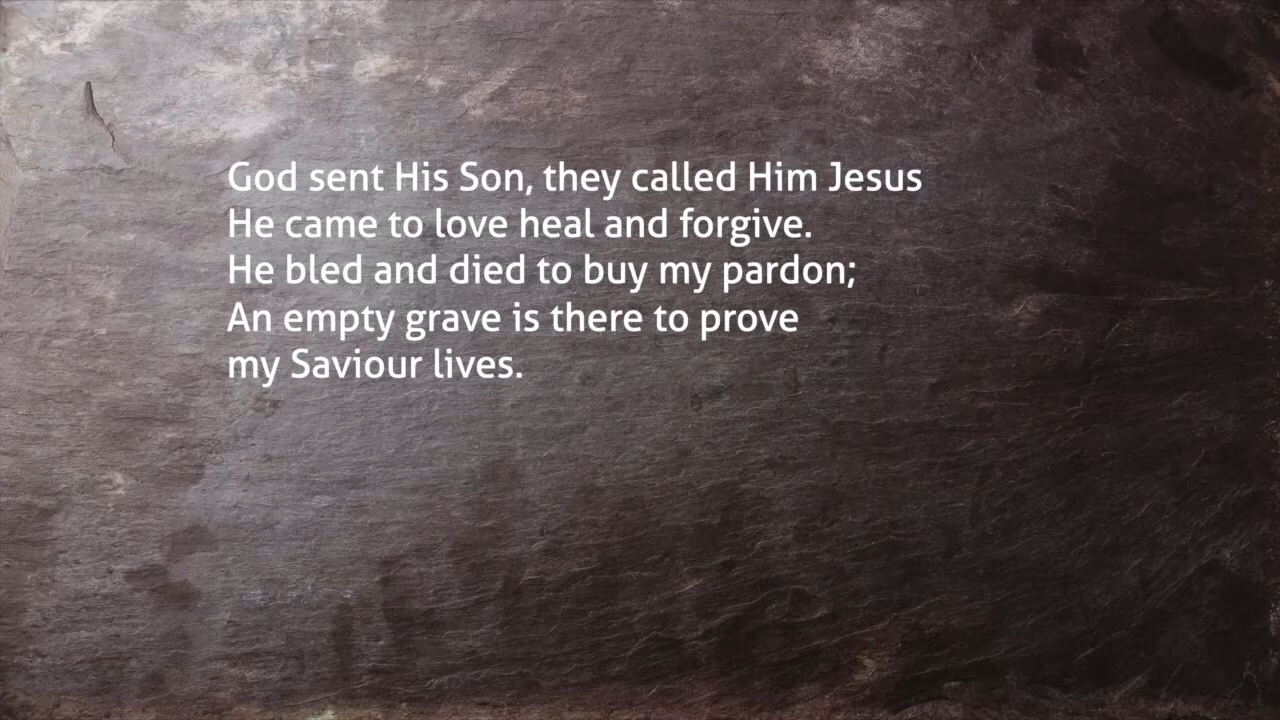 God sent His Son, they called Him Jesus
He came to love heal and forgive.
He bled and died to buy my pardon;
An empty grave is there to prove
my Saviour lives.